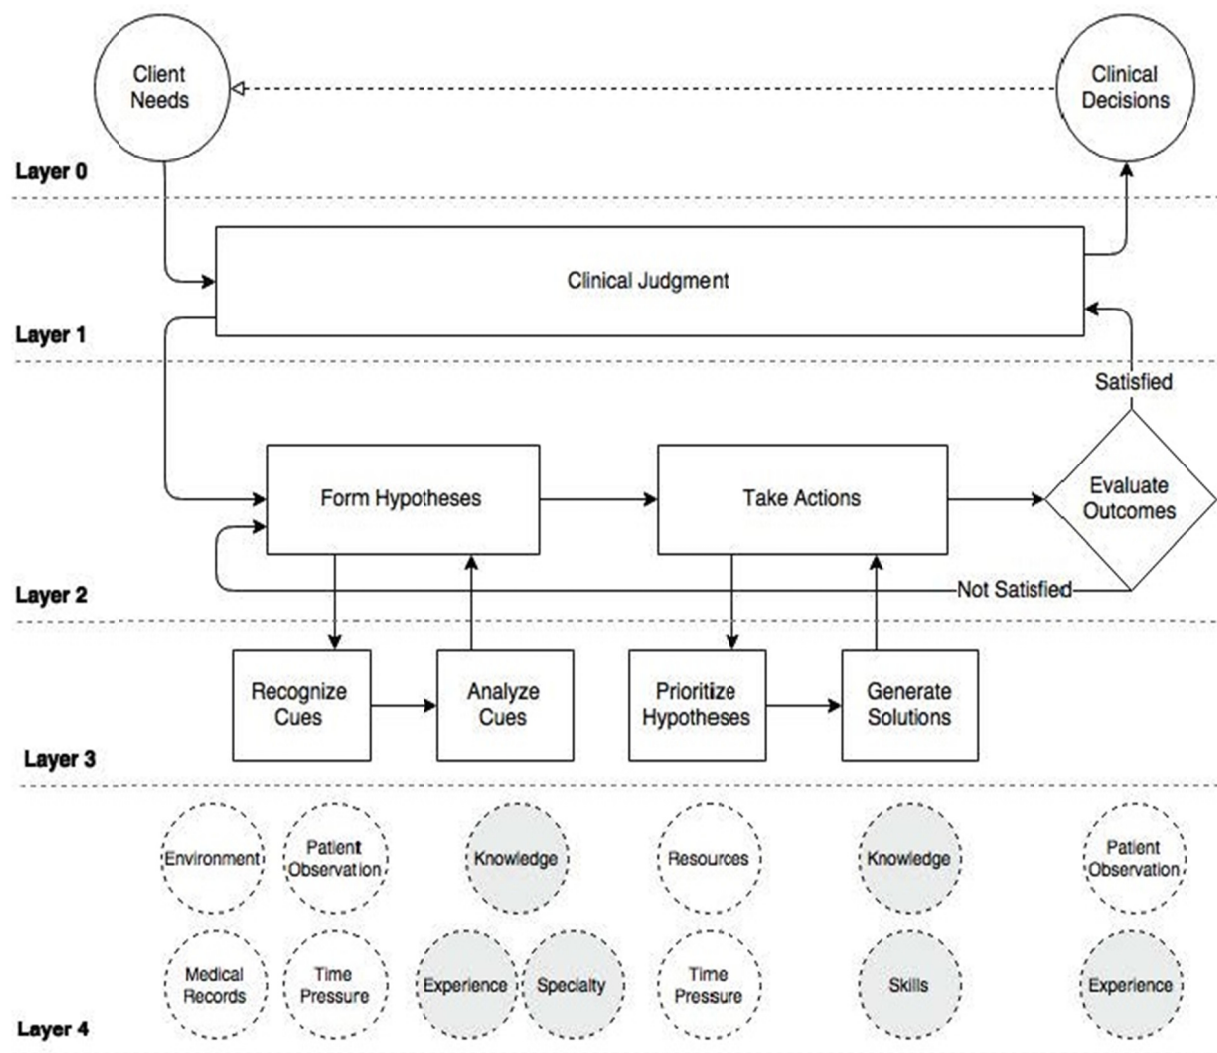 Client
Needs
Clinical
Decisions
Layer 0
Clinical Judgment
Layer 1
Satisfied
Form Hypotheses
Take Actions
Evaluate
Outcomes
Not Satisfied
Layer 2
Recognize
Cues
Analyze
Cues
Prioritize
Hypotheses
Generate
Solutions
Layer 3
Environment
Patient
Observation
Knowledge
Resources
Knowledge
Patient
Observation
Medical
Records
Time
Pressure
Experience
Specialty
Time
Pressure
Skills
Experience
Layer 4